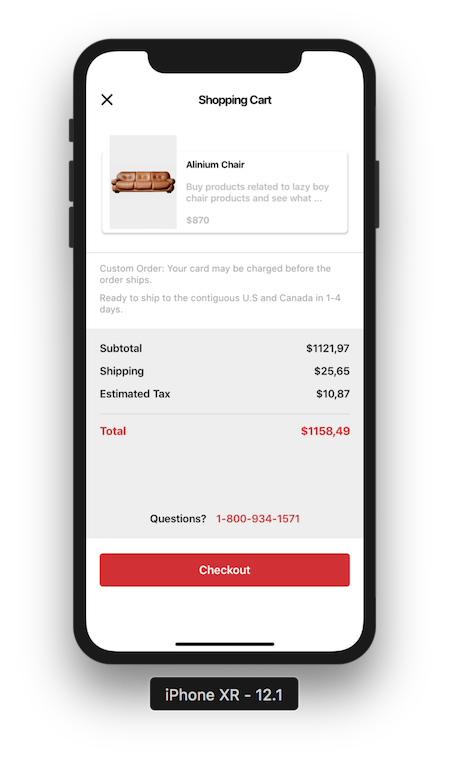 Shopping Cart
Alinium Chair
Buy products related to lazy boy
chair products and see what ...
$870
Custom Order: Your card may be charged before the
order ships.
Ready to ship to the contiguous U.S and Canada in 1-4
days.
Subtotal $1121,97
Shipping $25,65
Estimated Tax $10,87
Total $1158,49
Questions? 1-800-934-1571
Checkout
iPhone XR - 12.1